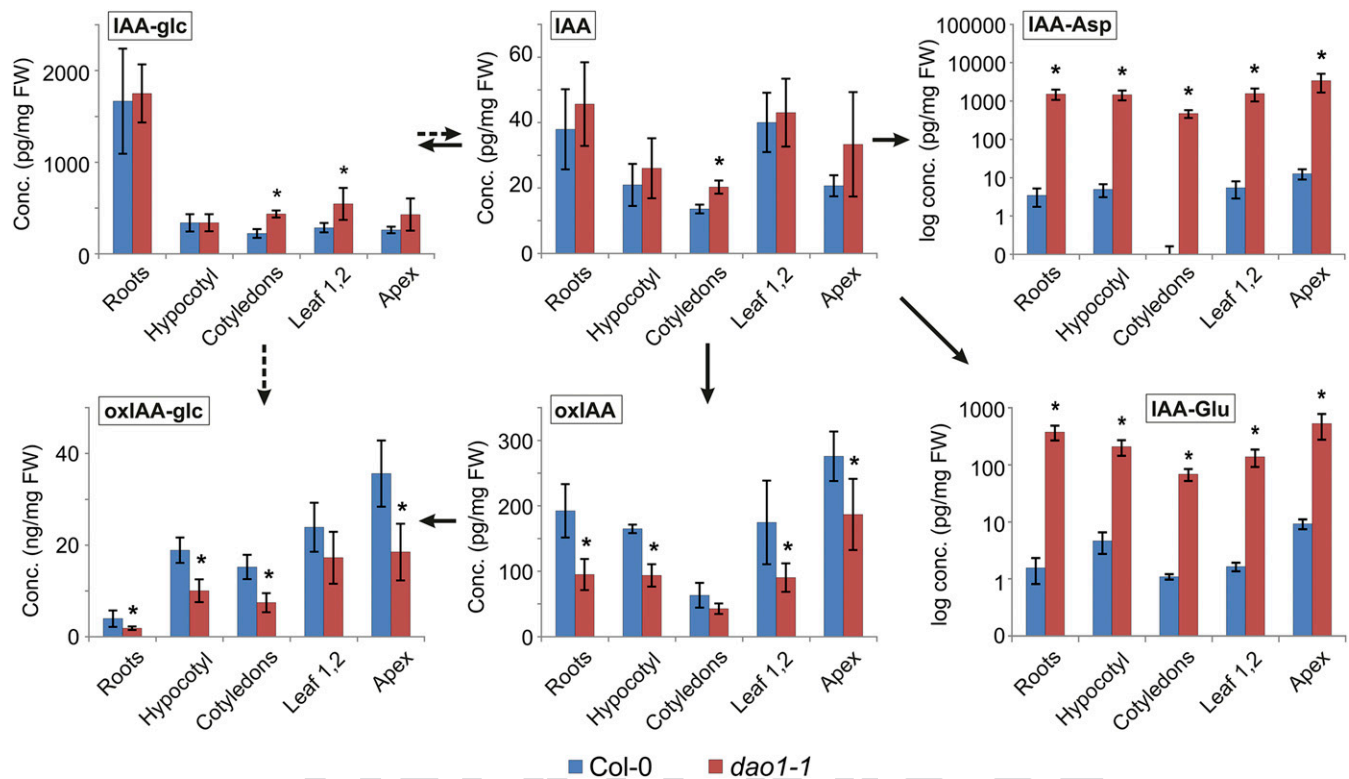 IAA-glc
Conc. (pg/mg FW)
2000
1000
0
*
*
Roots
Hypocotyl
Cotyledons
Leaf 1,2
Apex
IAA
Conc. (pg/mg FW)
60
40
20
0
*
Roots
Hypocotyl
Cotyledons
Leaf 1,2
Apex
IAA-Asp
log conc. (pg/mg FW)
100000
10000
1000
100
10
1
0
*
*
*
*
*
Roots
Hypocotyl
Cotyledons
Leaf 1,2
Apex
oxIAA-glc
Conc. (ng/mg FW)
40
20
0
*
*
*
*
Roots
Hypocotyl
Cotyledons
Leaf 1,2
Apex
oxIAA
Conc. (pg/mg FW)
300
200
100
0
*
*
*
*
Roots
Hypocotyl
Cotyledons
Leaf 1,2
Apex
IAA-Glu
log conc. (pg/mg FW)
1000
100
10
1
0
*
*
*
*
*
Roots
Hypocotyl
Cotyledons
Leaf 1,2
Apex
Col-0
dao1-1